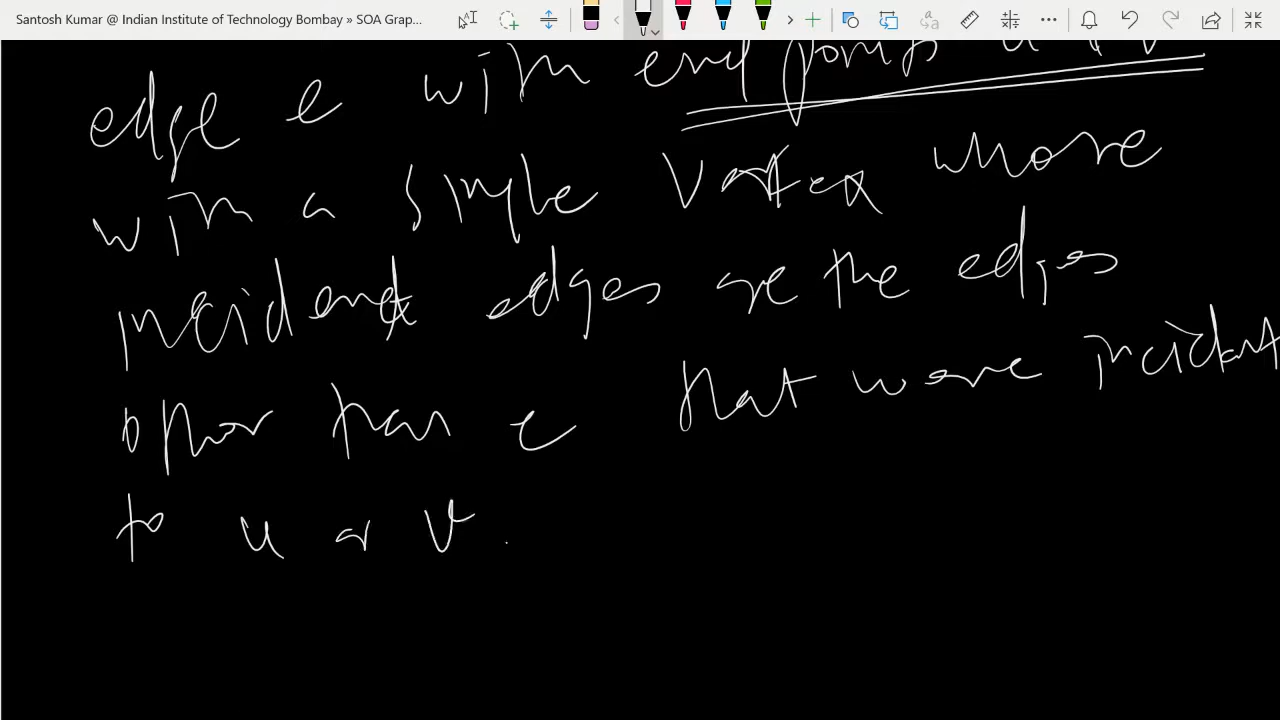 Santosh Kumar @ Indian Institute of Technology Bombay » SOA Grap...
edge e with end points u & v
with a single vertex whose
incident edges are the edges
other than e that were incident
to u or v.